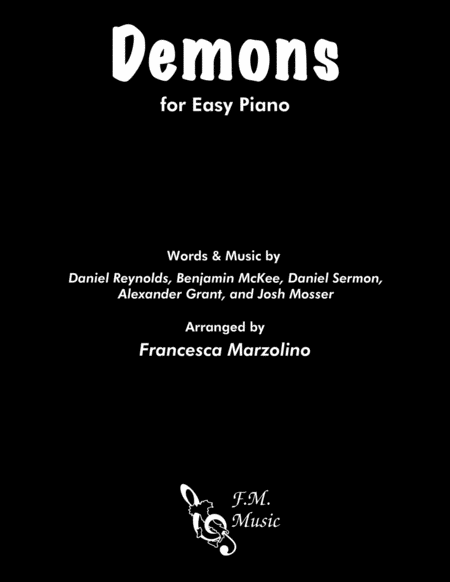 Demons
for Easy Piano
Words & Music by
Daniel Reynolds, Benjamin McKee, Daniel Sermon,
Alexander Grant, and Josh Mosser
Arranged by
Francesca Marzolino
F.M.
Music